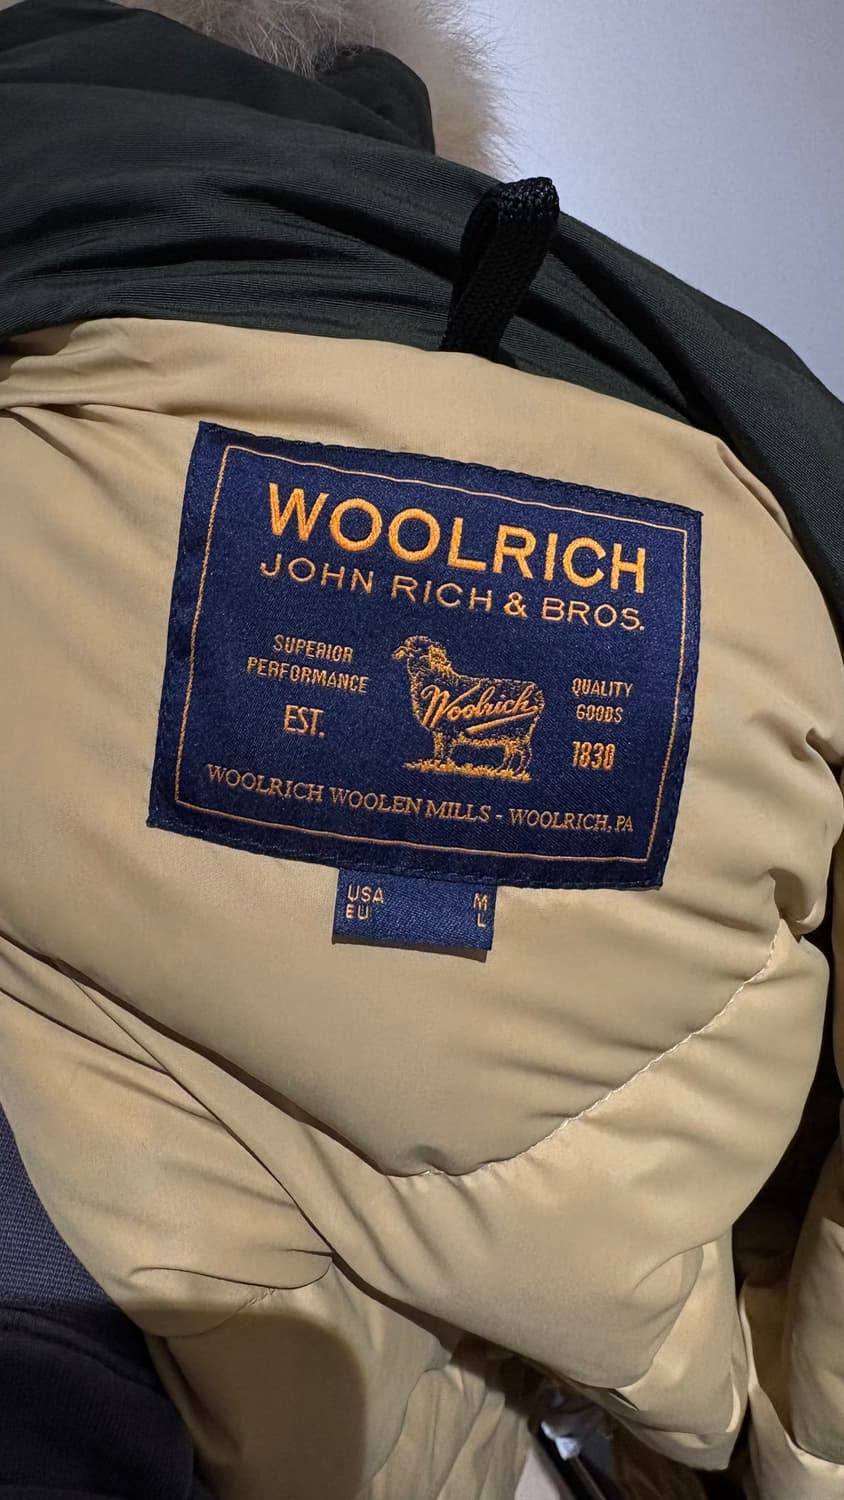 WOOLRICH
JOHN RICH & BROS.
SUPERIOR
PERFORMANCE
EST.
Woolrich
QUALITY
GOODS
1830
WOOLRICH WOOLEN MILLS - WOOLRICH, PA
USA M
EU L